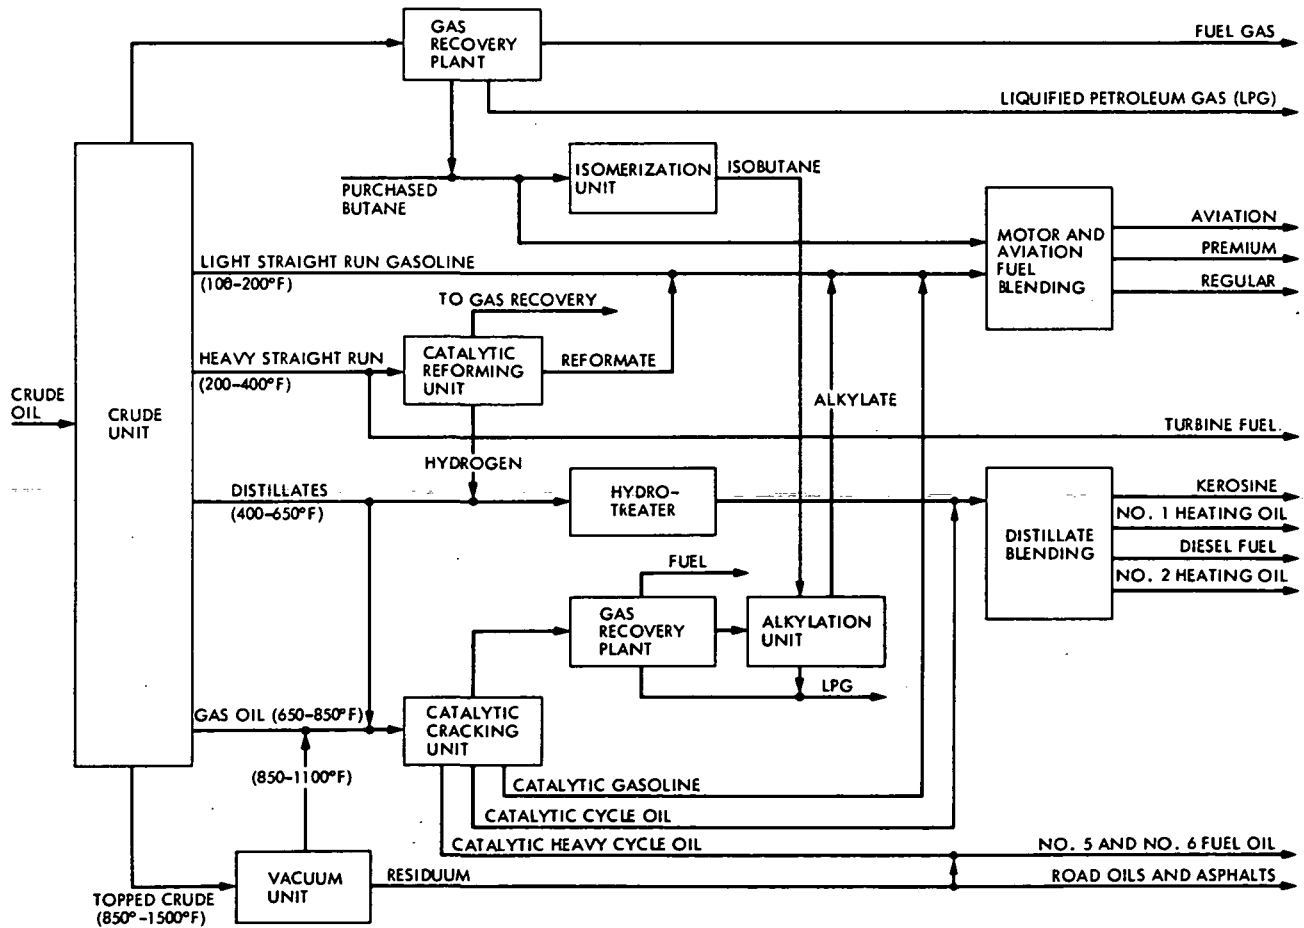 GAS
RECOVERY
PLANT
FUEL GAS
LIQUIFIED PETROLEUM GAS (LPG)
ISOMERIZATION
UNIT
ISOBUTANE
PURCHASED
BUTANE
MOTOR AND
AVIATION
FUEL
BLENDING
AVIATION
PREMIUM
REGULAR
LIGHT STRAIGHT RUN GASOLINE
(100-200°F)
TO GAS RECOVERY
HEAVY STRAIGHT RUN
(200-400°F)
CATALYTIC
REFORMING
UNIT
REFORMATE
CRUDE
OIL
CRUDE
UNIT
ALKYLATE
TURBINE FUEL
HYDROGEN
DISTILLATES
(400-650°F)
HYDRO-
TREATER
DISTILLATE
BLENDING
KEROSINE
NO. 1 HEATING OIL
DIESEL FUEL
NO. 2 HEATING OIL
FUEL
GAS
RECOVERY
PLANT
ALKYLATION
UNIT
LPG
GAS OIL (650-850°F)
CATALYTIC
CRACKING
UNIT
(850-1100°F)
CATALYTIC GASOLINE
CATALYTIC CYCLE OIL
CATALYTIC HEAVY CYCLE OIL
NO. 5 AND NO. 6 FUEL OIL
VACUUM
UNIT
RESIDUUM
ROAD OILS AND ASPHALTS
TOPPED CRUDE
(850°-1500°F)